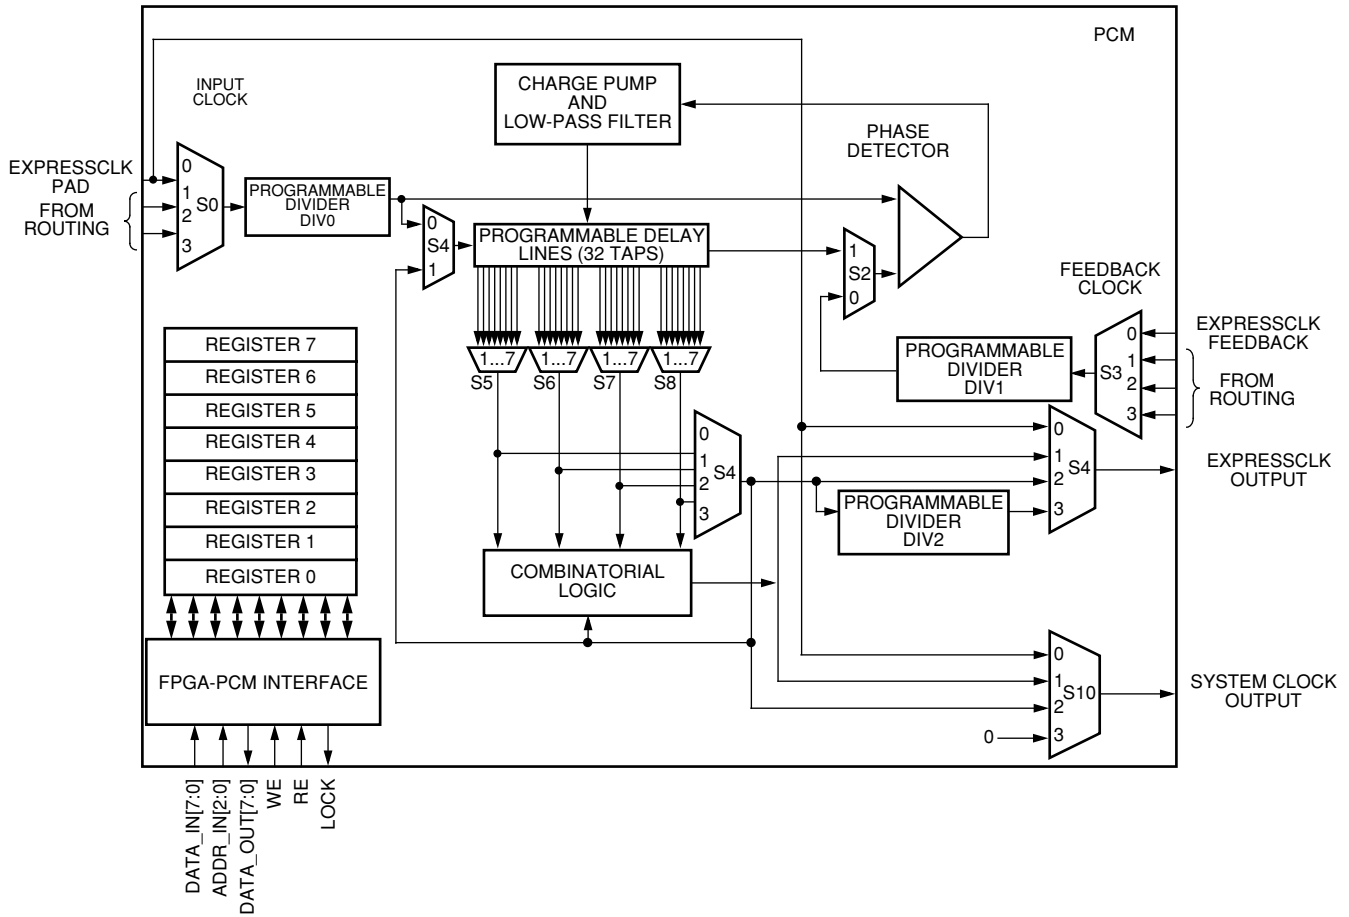 PCM
INPUT
CLOCK
CHARGE PUMP
AND
LOW-PASS FILTER
PHASE
DETECTOR
EXPRESSCLK
PAD
FROM
ROUTING
0
1
2
3
S0
PROGRAMMABLE
DIVIDER
DIV0
0
S4
1
PROGRAMMABLE DELAY
LINES (32 TAPS)
1
S2
0
FEEDBACK
CLOCK
0
1
2
3
S3
EXPRESSCLK
FEEDBACK
FROM
ROUTING
PROGRAMMABLE
DIVIDER
DIV1
1...7
1...7
1...7
1...7
S5
S6
S7
S8
REGISTER 7
REGISTER 6
REGISTER 5
REGISTER 4
REGISTER 3
REGISTER 2
REGISTER 1
REGISTER 0
0
1
2
3
S4
0
1
2
3
S4
EXPRESSCLK
OUTPUT
PROGRAMMABLE
DIVIDER
DIV2
COMBINATORIAL
LOGIC
FPGA-PCM INTERFACE
0
1
2
3
S10
0
SYSTEM CLOCK
OUTPUT
DATA_IN[7:0]
ADDR_IN[2:0]
DATA_OUT[7:0]
WE
RE
LOCK